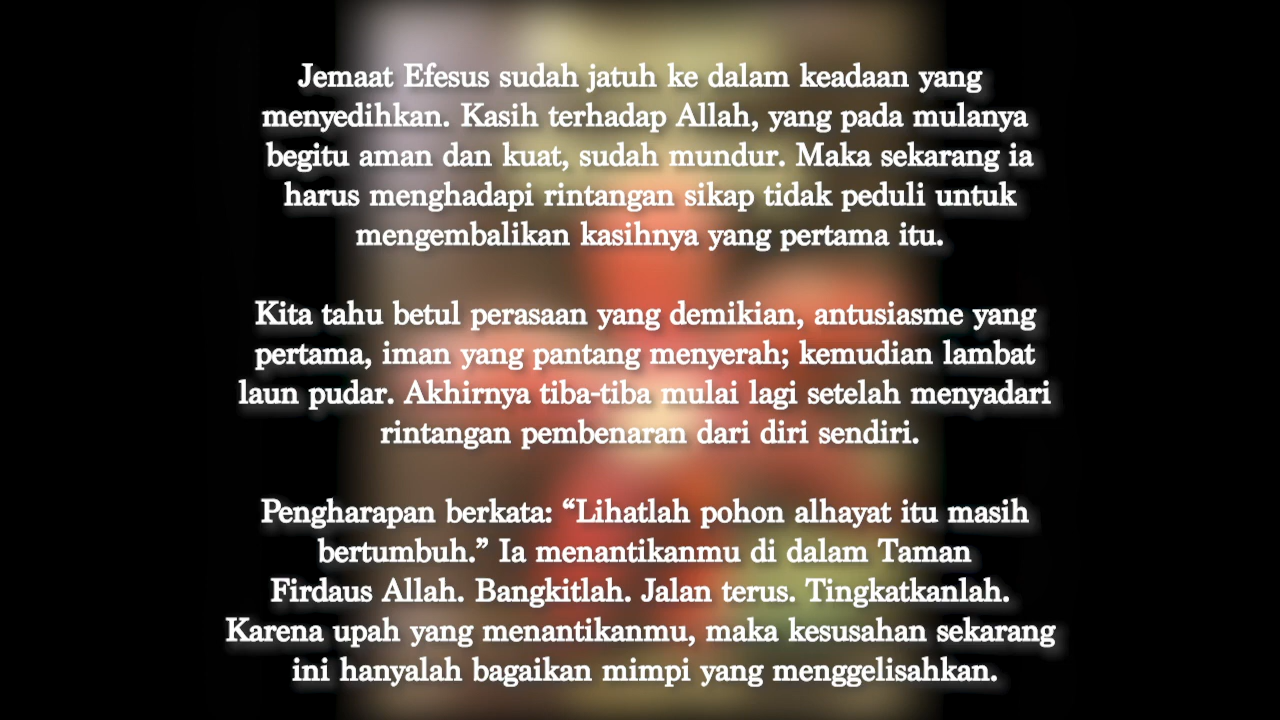 Jemaat Efesus sudah jatuh ke dalam keadaan yang
menyedihkan. Kasih terhadap Allah, yang pada mulanya
begitu aman dan kuat, sudah mundur. Maka sekarang ia
harus menghadapi rintangan sikap tidak peduli untuk
mengembalikan kasihnya yang pertama itu.
Kita tahu betul perasaan yang demikian, antusiasme yang
pertama, iman yang pantang menyerah; kemudian lambat
laun pudar. Akhirnya tiba-tiba mulai lagi setelah menyadari
rintangan pembenaran dari diri sendiri.
Pengharapan berkata: “Lihatlah pohon alhayat itu masih
bertumbuh.” Ia menantikanmu di dalam Taman
Firdaus Allah. Bangkitlah. Jalan terus. Tingkatkanlah.
Karena upah yang menantikanmu, maka kesusahan sekarang
ini hanyalah bagaikan mimpi yang menggelisahkan.